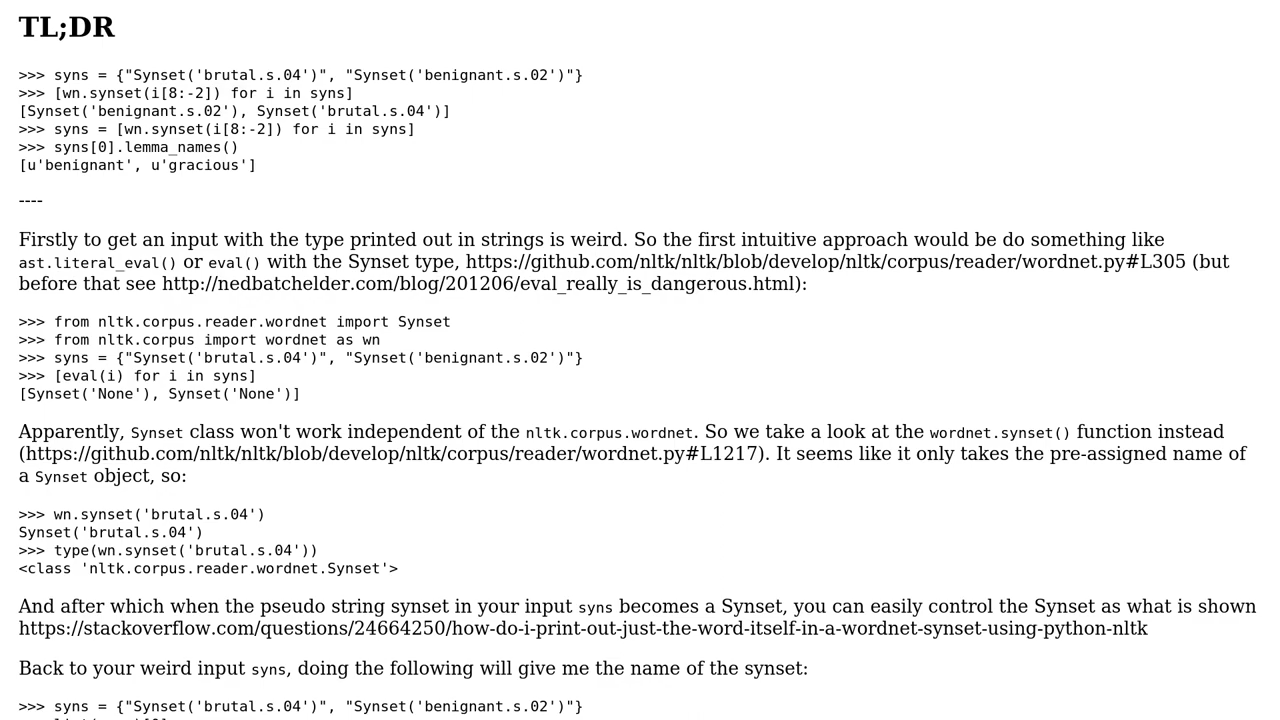 TL;DR
>>> syns = {"Synset('brutal.s.04')", "Synset('benignant.s.02')"}
>>> [wn.synset(i[8:-2]) for i in syns]
[Synset('benignant.s.02'), Synset('brutal.s.04')]
>>> syns = [wn.synset(i[8:-2]) for i in syns]
>>> syns[0].lemma_names()
[u'benignant', u'gracious']
----
Firstly to get an input with the type printed out in strings is weird. So the first intuitive approach would be do something like
ast.literal_eval() or eval() with the Synset type, https://github.com/nltk/nltk/blob/develop/nltk/corpus/reader/wordnet.py#L305 (but
before that see http://nedbatchelder.com/blog/201206/eval_really_is_dangerous.html):
>>> from nltk.corpus.reader.wordnet import Synset
>>> from nltk.corpus import wordnet as wn
>>> syns = {"Synset('brutal.s.04')", "Synset('benignant.s.02')"}
>>> [eval(i) for i in syns]
[Synset('None'), Synset('None')]
Apparently, Synset class won't work independent of the nltk.corpus.wordnet. So we take a look at the wordnet.synset() function instead
(https://github.com/nltk/nltk/blob/develop/nltk/corpus/reader/wordnet.py#L1217). It seems like it only takes the pre-assigned name of
a Synset object, so:
>>> wn.synset('brutal.s.04')
Synset('brutal.s.04')
>>> type(wn.synset('brutal.s.04'))
<class 'nltk.corpus.reader.wordnet.Synset'>
And after which when the pseudo string synset in your input syns becomes a Synset, you can easily control the Synset as what is shown
https://stackoverflow.com/questions/24664250/how-do-i-print-out-just-the-word-itself-in-a-wordnet-synset-using-python-nltk
Back to your weird input syns, doing the following will give me the name of the synset:
>>> syns = {"Synset('brutal.s.04')", "Synset('benignant.s.02')"}